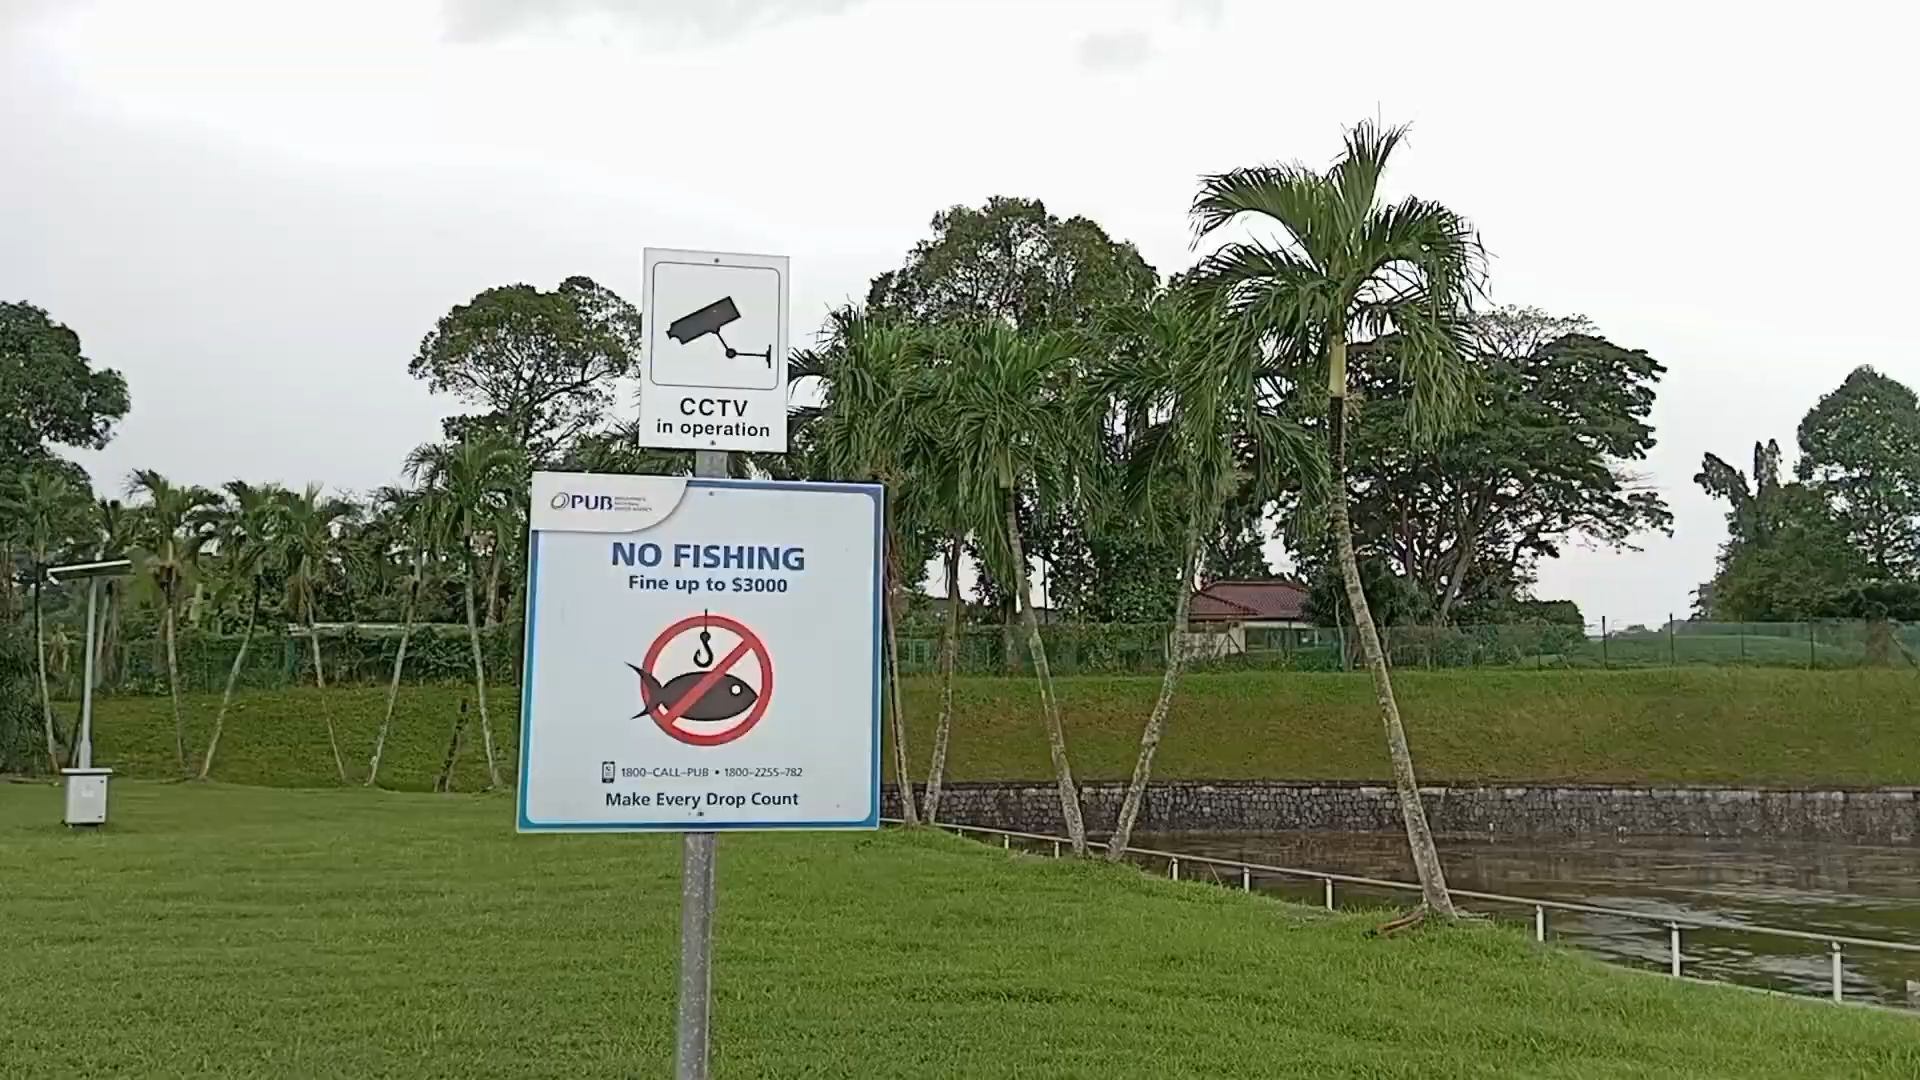 CCTV
in operation
PUB
NO FISHING
Fine up to $3000
1800-CALL-PUB • 1800-2255-782
Make Every Drop Count